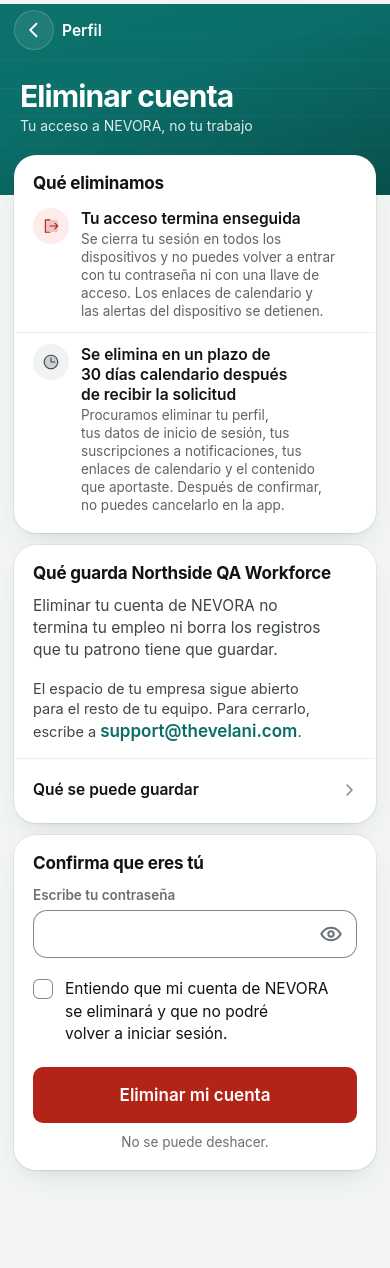 Perfil
Eliminar cuenta
Tu acceso a NEVORA, no tu trabajo
Qué eliminamos
Tu acceso termina enseguida
Se cierra tu sesión en todos los
dispositivos y no puedes volver a entrar
con tu contraseña ni con una llave de
acceso. Los enlaces de calendario y
las alertas del dispositivo se detienen.
Se elimina en un plazo de
30 días calendario después
de recibir la solicitud
Procuramos eliminar tu perfil,
tus datos de inicio de sesión, tus
suscripciones a notificaciones, tus
enlaces de calendario y el contenido
que aportaste. Después de confirmar,
no puedes cancelarlo en la app.
Qué guarda Northside QA Workforce
Eliminar tu cuenta de NEVORA no
termina tu empleo ni borra los registros
que tu patrono tiene que guardar.
El espacio de tu empresa sigue abierto
para el resto de tu equipo. Para cerrarlo,
escribe a support@thevelani.com.
Qué se puede guardar
Confirma que eres tú
Escribe tu contraseña
Entiendo que mi cuenta de NEVORA
se eliminará y que no podré
volver a iniciar sesión.
Eliminar mi cuenta
No se puede deshacer.